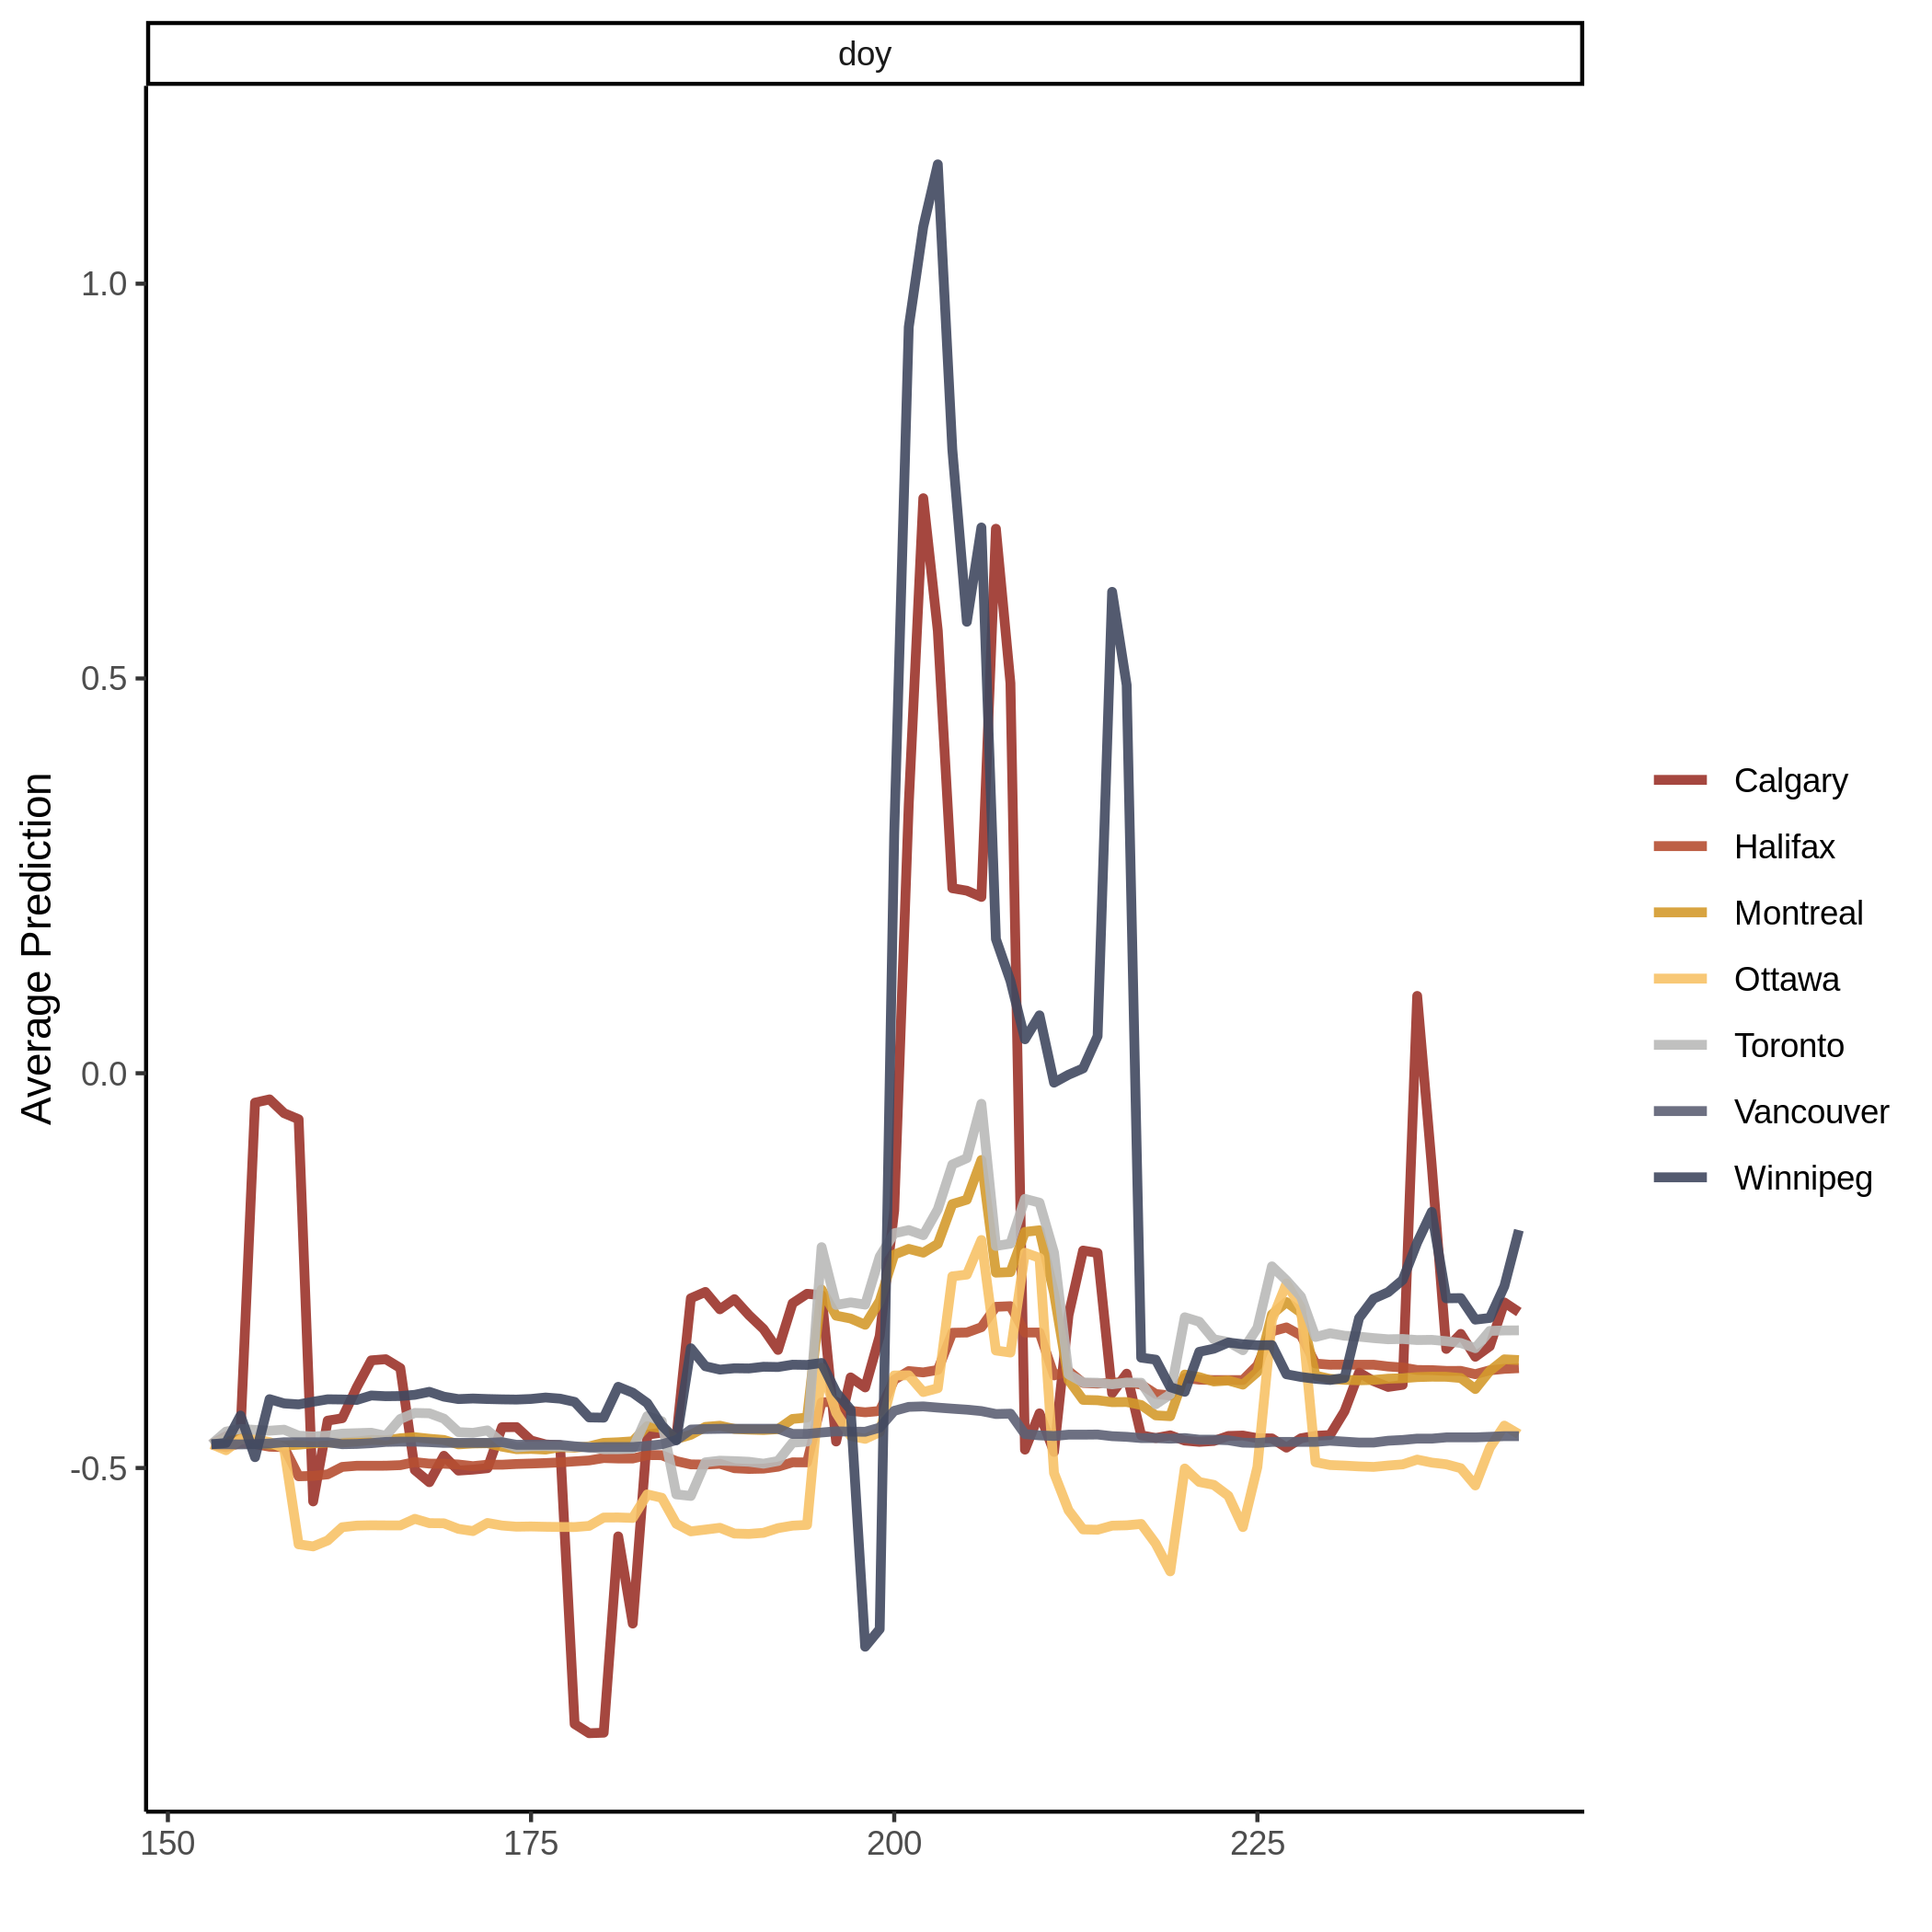 doy
Average Prediction
1.0
0.5
0.0
-0.5
150
175
200
225
Calgary
Halifax
Montreal
Ottawa
Toronto
Vancouver
Winnipeg